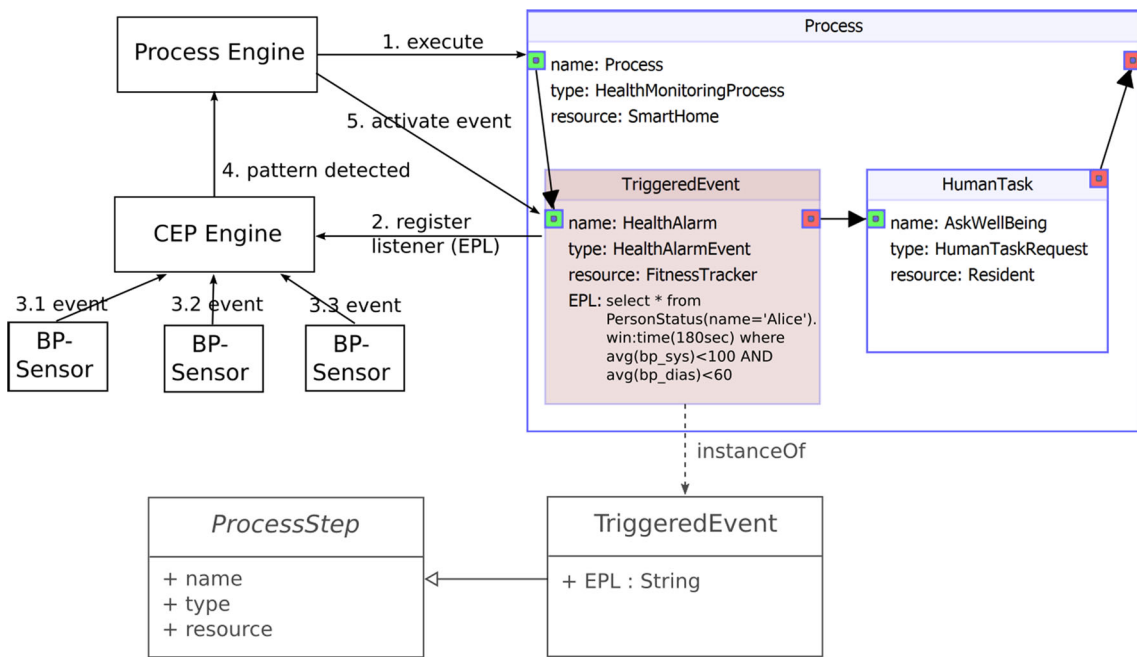 Process
Process Engine
1. execute
name: Process
type: HealthMonitoringProcess
resource: SmartHome
5. activate event
4. pattern detected
TriggeredEvent
HumanTask
CEP Engine
2. register
listener (EPL)
name: HealthAlarm
type: HealthAlarmEvent
resource: FitnessTracker
EPL: select * from
PersonStatus(name='Alice').
win:time(180sec) where
avg(bp_sys)<100 AND
avg(bp_dias)<60
name: AskWellBeing
type: HumanTaskRequest
resource: Resident
3.1 event
3.2 event
3.3 event
BP-
Sensor
BP-
Sensor
BP-
Sensor
instanceOf
ProcessStep
+ name
+ type
+ resource
TriggeredEvent
+ EPL : String